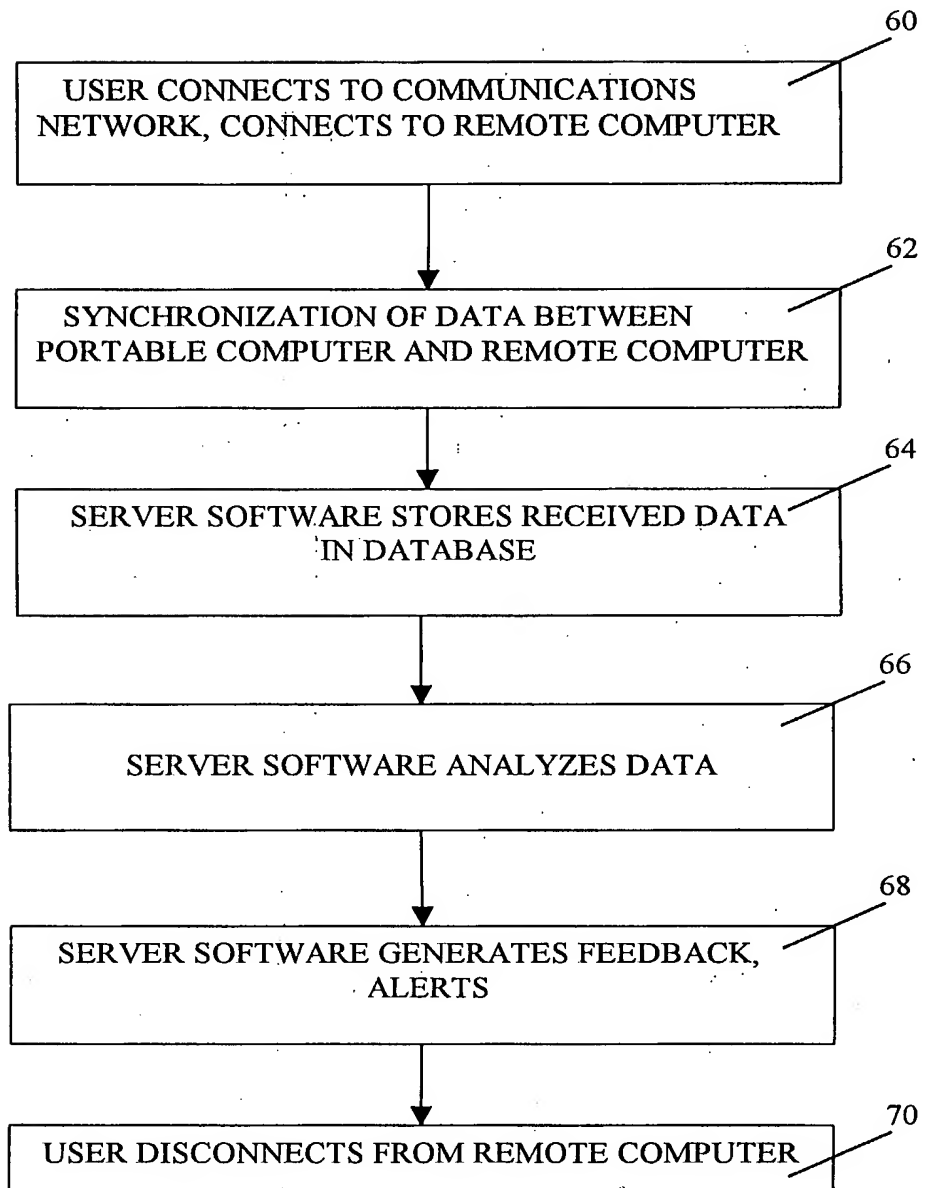 60
USER CONNECTS TO COMMUNICATIONS
NETWORK, CONNECTS TO REMOTE COMPUTER
62
SYNCHRONIZATION OF DATA BETWEEN
PORTABLE COMPUTER AND REMOTE COMPUTER
64
SERVER SOFTWARE STORES RECEIVED DATA
IN DATABASE
66
SERVER SOFTWARE ANALYZES DATA
68
SERVER SOFTWARE GENERATES FEEDBACK,
ALERTS
70
USER DISCONNECTS FROM REMOTE COMPUTER